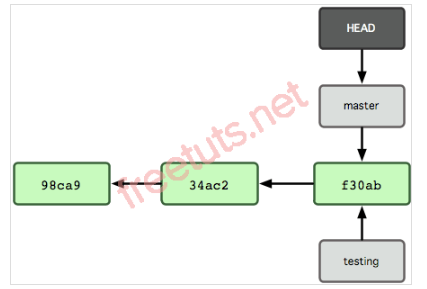 HEAD
master
98ca9
34ac2
f30ab
testing
freetuts.net